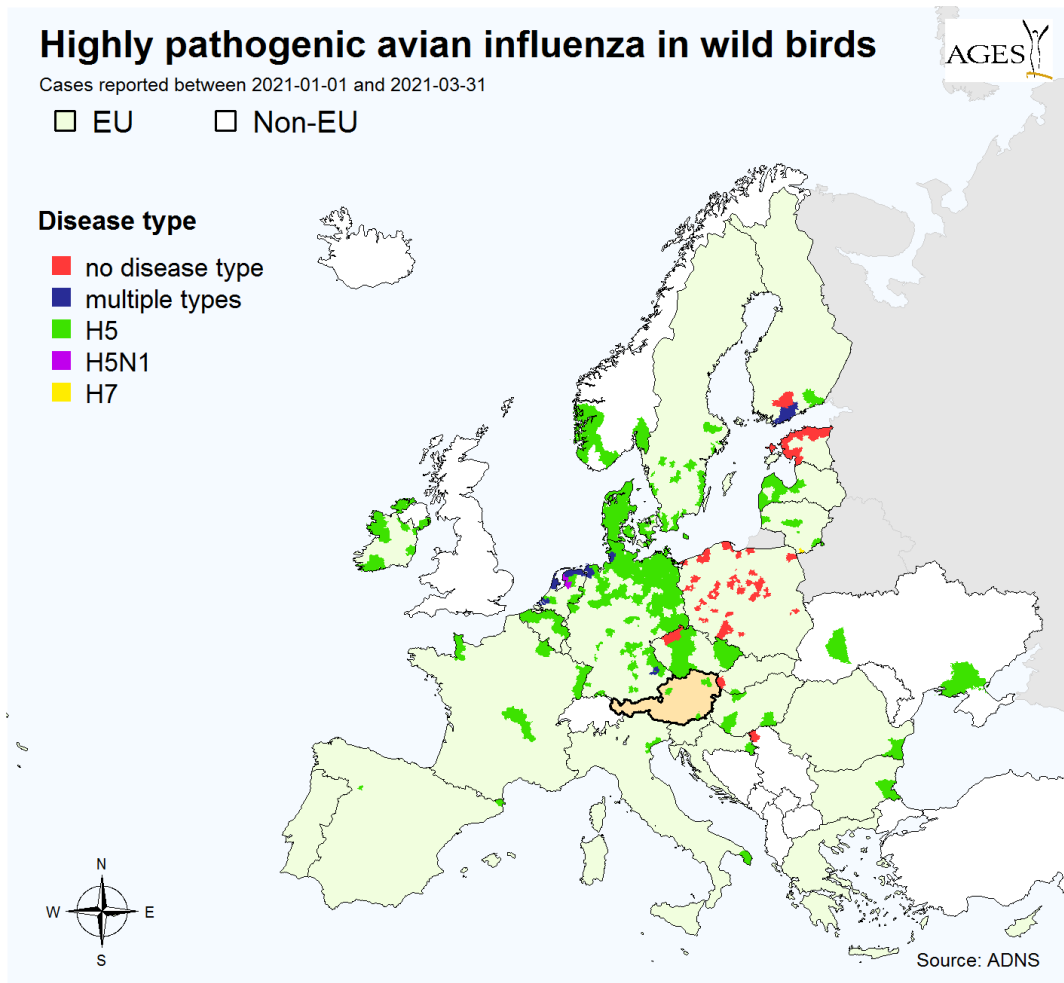 Highly pathogenic avian influenza in wild birds
AGES
Cases reported between 2021-01-01 and 2021-03-31
EU
Non-EU
Disease type
no disease type
multiple types
H5
H5N1
H7
N
W
E
S
Source: ADNS